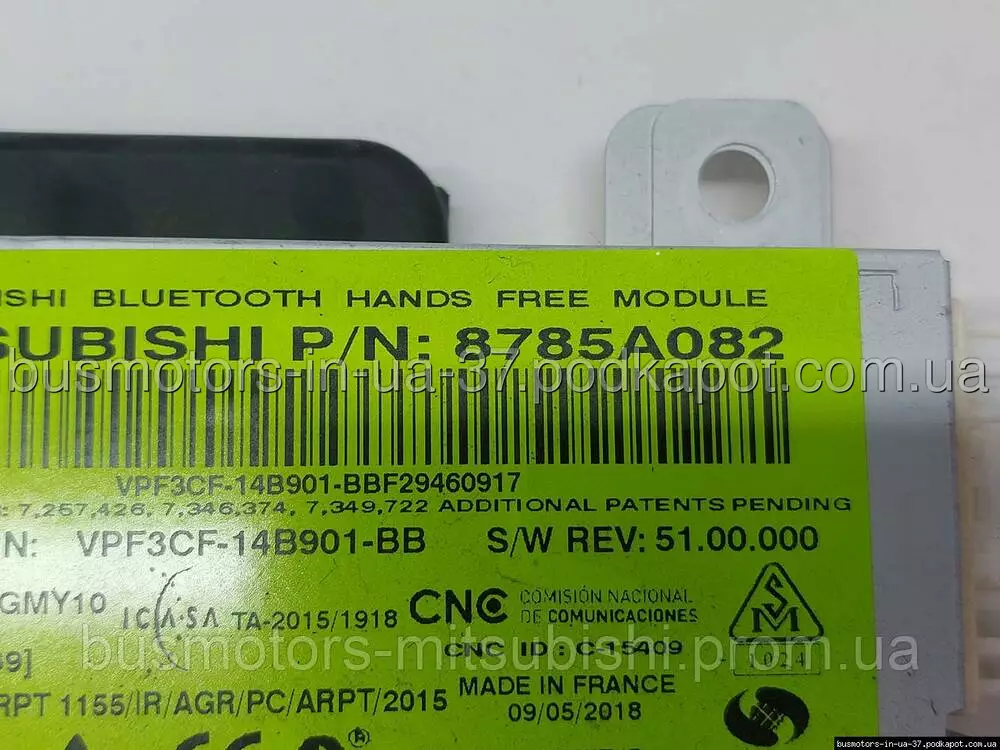 ISHI BLUETOOTH HANDS FREE MODULE
SUBISHI P/N: 8785A082
busmotors-in-ua-37.podkapot.com.ua
VPF3CF-14B901-BBF29460917
: 7,257,426, 7,346,374, 7,349,722 ADDITIONAL PATENTS PENDING
N: VPF3CF-14B901-BB S/W REV: 51.00.000
GMY10 ICASA TA-2015/1918 CNC COMISIÓN NACIONAL
DE COMUNICACIONES
SM
CNC ID: C-15409
busmotors-mitsubishi.prom.ua
9] 1024
RPT 1155/IR/AGR/PC/ARPT/2015 MADE IN FRANCE
09/05/2018
busmotors-in-ua-37.podkapot.com.ua